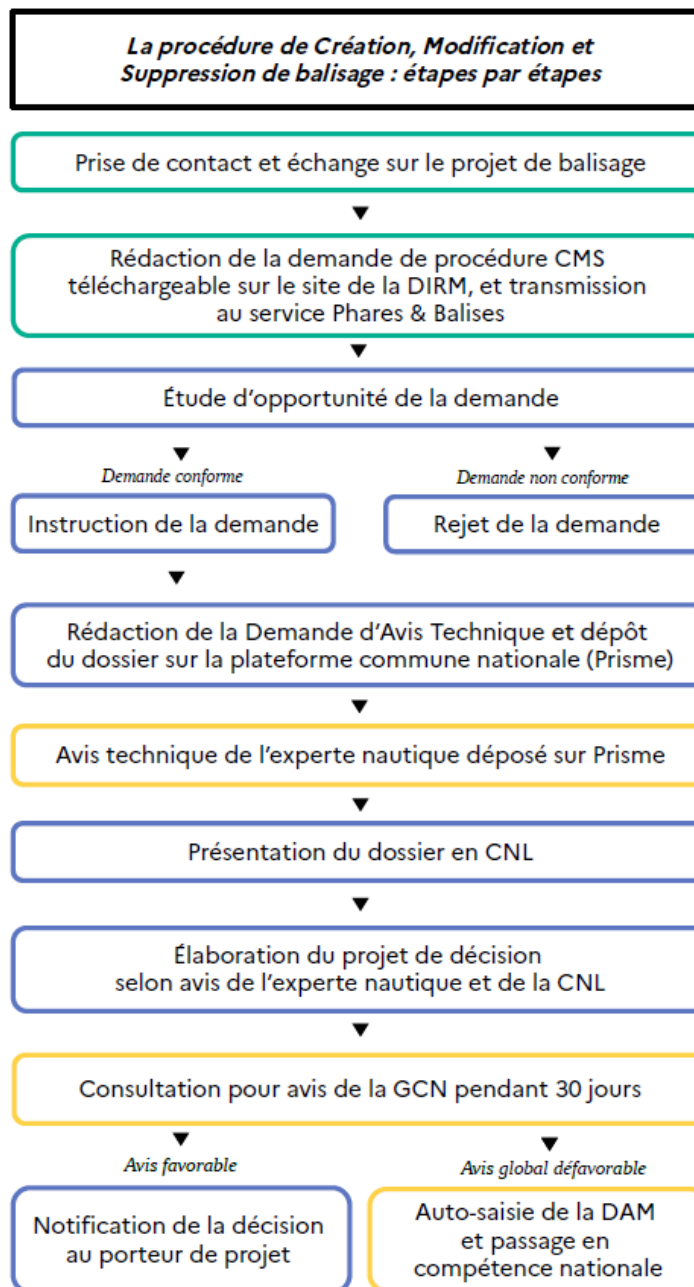 La procédure de Création, Modification et
Suppression de balisage : étapes par étapes
Prise de contact et échange sur le projet de balisage
Rédaction de la demande de procédure CMS
téléchargeable sur le site de la DIRM, et transmission
au service Phares & Balises
Étude d’opportunité de la demande
Demande conforme
Demande non conforme
Instruction de la demande
Rejet de la demande
Rédaction de la Demande d’Avis Technique et dépôt
du dossier sur la plateforme commune nationale (Prisme)
Avis technique de l’experte nautique déposé sur Prisme
Présentation du dossier en CNL
Élaboration du projet de décision
selon avis de l’experte nautique et de la CNL
Consultation pour avis de la GCN pendant 30 jours
Avis favorable
Avis global défavorable
Notification de la décision
au porteur de projet
Auto-saisie de la DAM
et passage en
compétence nationale